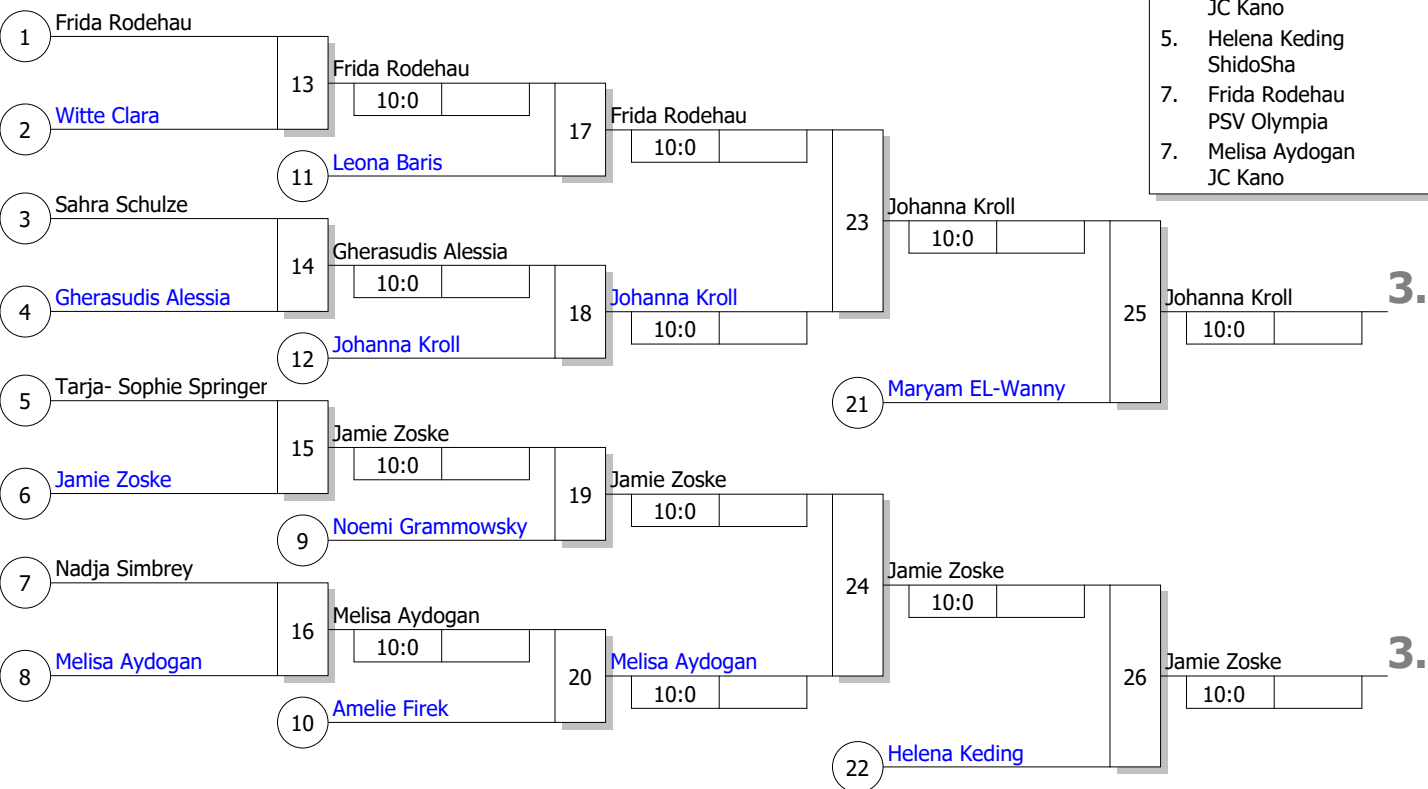 JC Kano
5. Helena Keding
ShidoSha
7. Frida Rodehau
PSV Olympia
7. Melisa Aydogan
JC Kano
1 Frida Rodehau
13 Frida Rodehau
10:0
2 Witte Clara
17 Frida Rodehau
10:0
11 Leona Baris
3 Sahra Schulze
23 Johanna Kroll
10:0
14 Gherasudis Alessia
10:0
4 Gherasudis Alessia
18 Johanna Kroll
10:0
25 Johanna Kroll 3.
10:0
12 Johanna Kroll
5 Tarja- Sophie Springer
21 Maryam EL-Wanny
15 Jamie Zoske
10:0
6 Jamie Zoske
19 Jamie Zoske
10:0
9 Noemi Grammowsky
7 Nadja Simbrey
24 Jamie Zoske
10:0
16 Melisa Aydogan
10:0
8 Melisa Aydogan
20 Melisa Aydogan
10:0
26 Jamie Zoske 3.
10:0
10 Amelie Firek
22 Helena Keding